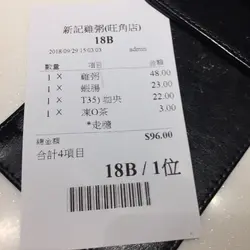 新記雞粥(旺角店)
18B
2018/09/29 15:03:03 admin
數量 項目 金額
1 X 雞粥 48.00
1 X 蝦腸 23.00
1 X T35) 加央 22.00
1 X 凍O茶 3.00
*走糖
總金額 $96.00
合計4項目
18B / 1位